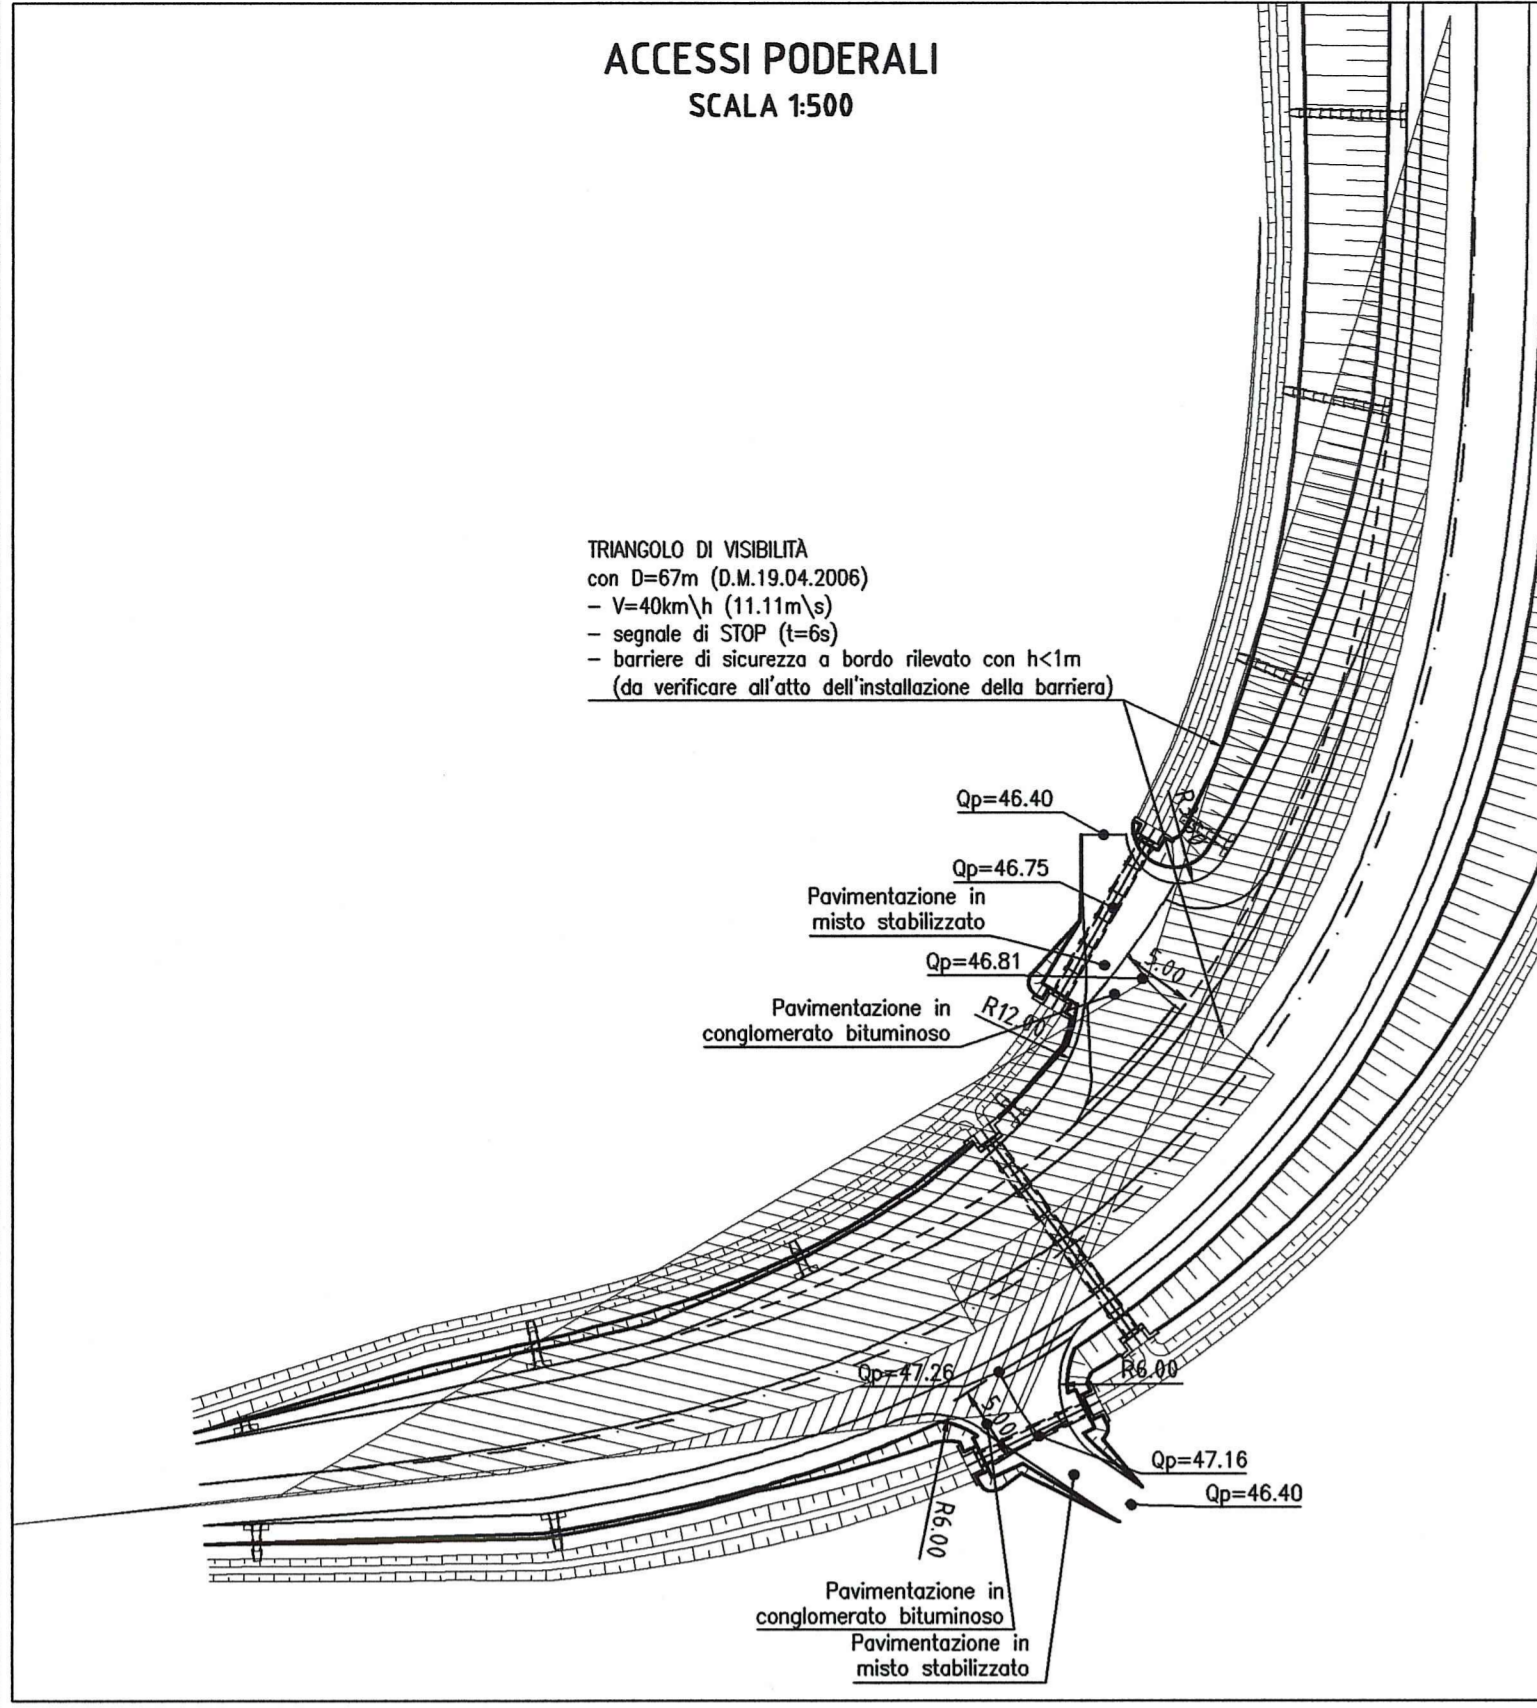 ACCESSI PODERALI
SCALA 1:500
TRIANGOLO DI VISIBILITÀ
con D=67m (D.M.19.04.2006)
- V=40km\h (11.11m\s)
- segnale di STOP (t=6s)
- barriere di sicurezza a bordo rilevato con h<1m
(da verificare all'atto dell'installazione della barriera)
Qp=46.40
Qp=46.75
Pavimentazione in
misto stabilizzato
Qp=46.81
5.00
Pavimentazione in
conglomerato bituminoso
R12.00
Qp=47.26
R6.00
5.00
Qp=47.16
Qp=46.40
R6.00
Pavimentazione in
conglomerato bituminoso
Pavimentazione in
misto stabilizzato